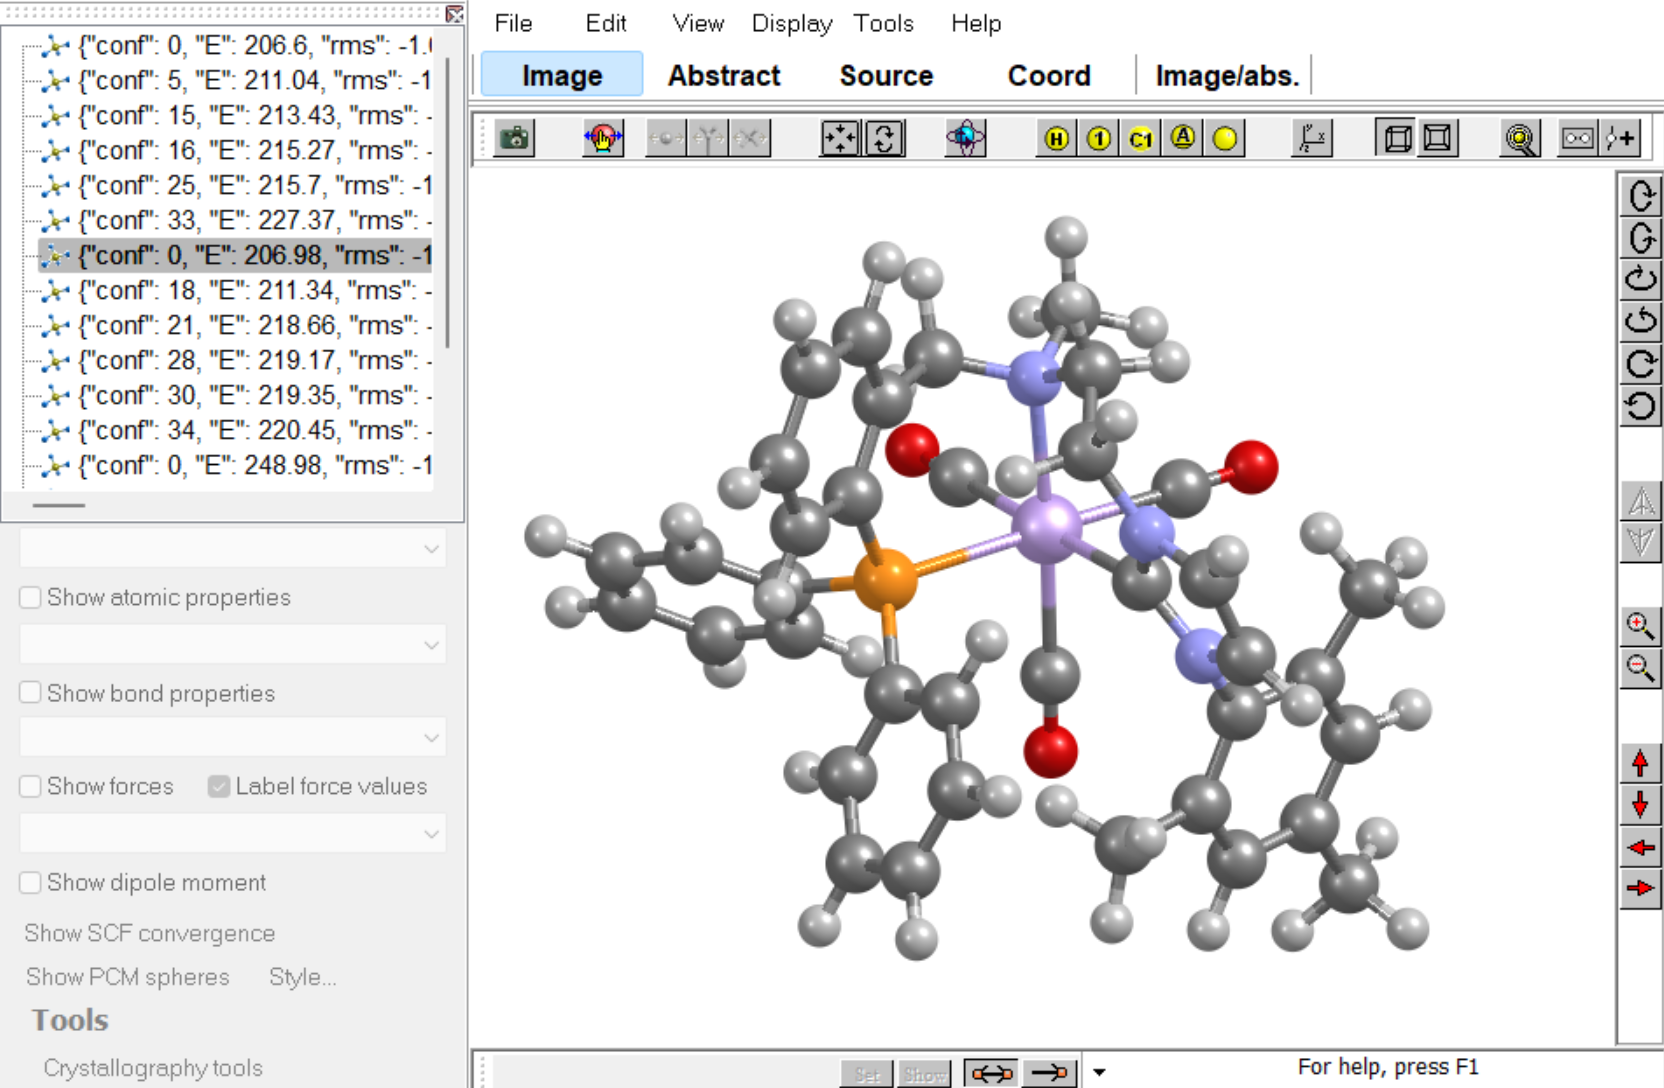 {"conf": 0, "E": 206.6, "rms": -1.
{"conf": 5, "E": 211.04, "rms": -1
{"conf": 15, "E": 213.43, "rms": -
{"conf": 16, "E": 215.27, "rms": -
{"conf": 25, "E": 215.7, "rms": -1
{"conf": 33, "E": 227.37, "rms": -
{"conf": 0, "E": 206.98, "rms": -1
{"conf": 18, "E": 211.34, "rms": -
{"conf": 21, "E": 218.66, "rms": -
{"conf": 28, "E": 219.17, "rms": -
{"conf": 30, "E": 219.35, "rms": -
{"conf": 34, "E": 220.45, "rms": -
{"conf": 0, "E": 248.98, "rms": -1
Show atomic properties
Show bond properties
Show forces Label force values
Show dipole moment
Show SCF convergence
Show PCM spheres Style...
Tools
Crystallography tools
File Edit View Display Tools Help
Image Abstract Source Coord Image/abs.
H 1 C1 A
Set Show For help, press F1